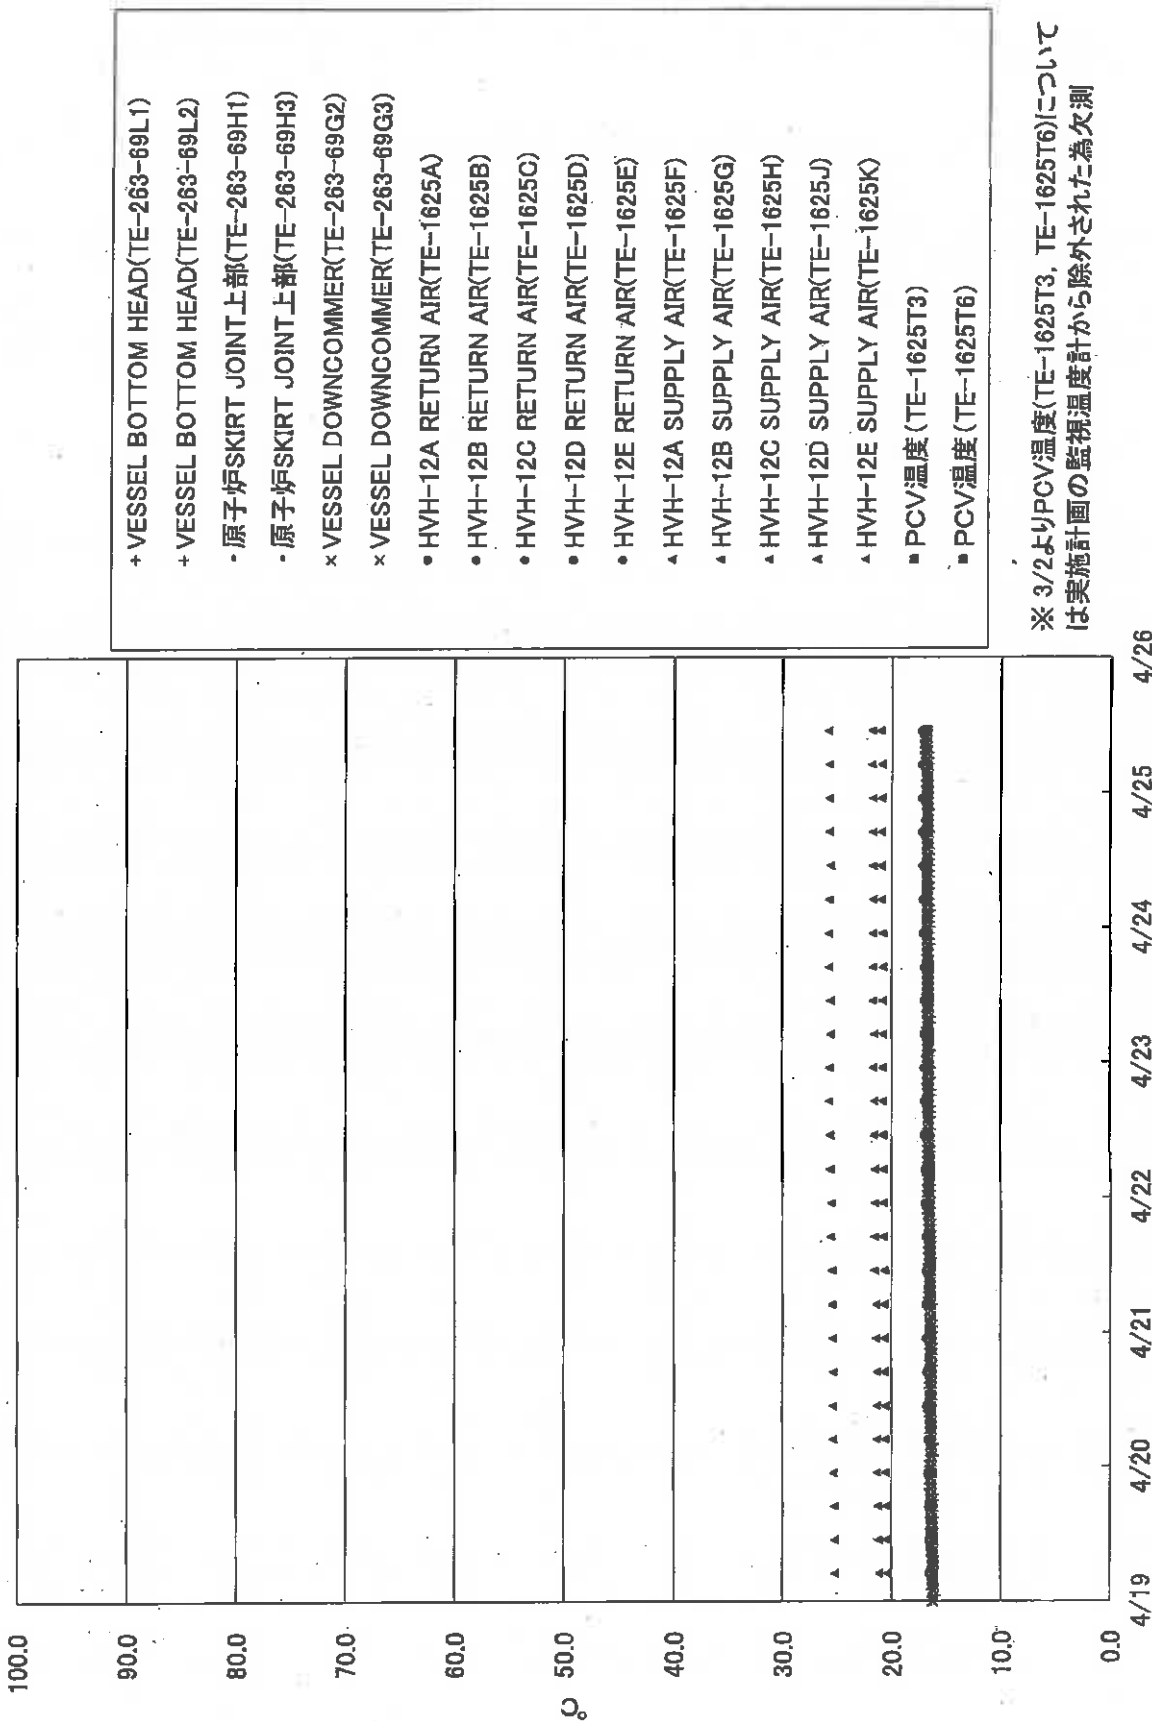 100.0
90.0
80.0
70.0
60.0
50.0
40.0
30.0
20.0
10.0
0.0
℃
4/19
4/20
4/21
4/22
4/23
4/24
4/25
4/26
+ VESSEL BOTTOM HEAD(TE-263-69L1)
+ VESSEL BOTTOM HEAD(TE-263-69L2)
- 原子炉SKIRT JOINT上部(TE-263-69H1)
- 原子炉SKIRT JOINT上部(TE-263-69H3)
× VESSEL DOWNCOMMER(TE-263-69G2)
× VESSEL DOWNCOMMER(TE-263-69G3)
● HVH-12A RETURN AIR(TE-1625A)
● HVH-12B RETURN AIR(TE-1625B)
● HVH-12C RETURN AIR(TE-1625C)
● HVH-12D RETURN AIR(TE-1625D)
● HVH-12E RETURN AIR(TE-1625E)
▲ HVH-12A SUPPLY AIR(TE-1625F)
▲ HVH-12B SUPPLY AIR(TE-1625G)
▲ HVH-12C SUPPLY AIR(TE-1625H)
▲ HVH-12D SUPPLY AIR(TE-1625J)
▲ HVH-12E SUPPLY AIR(TE-1625K)
■ PCV温度(TE-1625T3)
■ PCV温度(TE-1625T6)
※ 3/2よりPCV温度(TE-1625T3, TE-1625T6)について
は実施計画の監視温度計から除外された為欠測